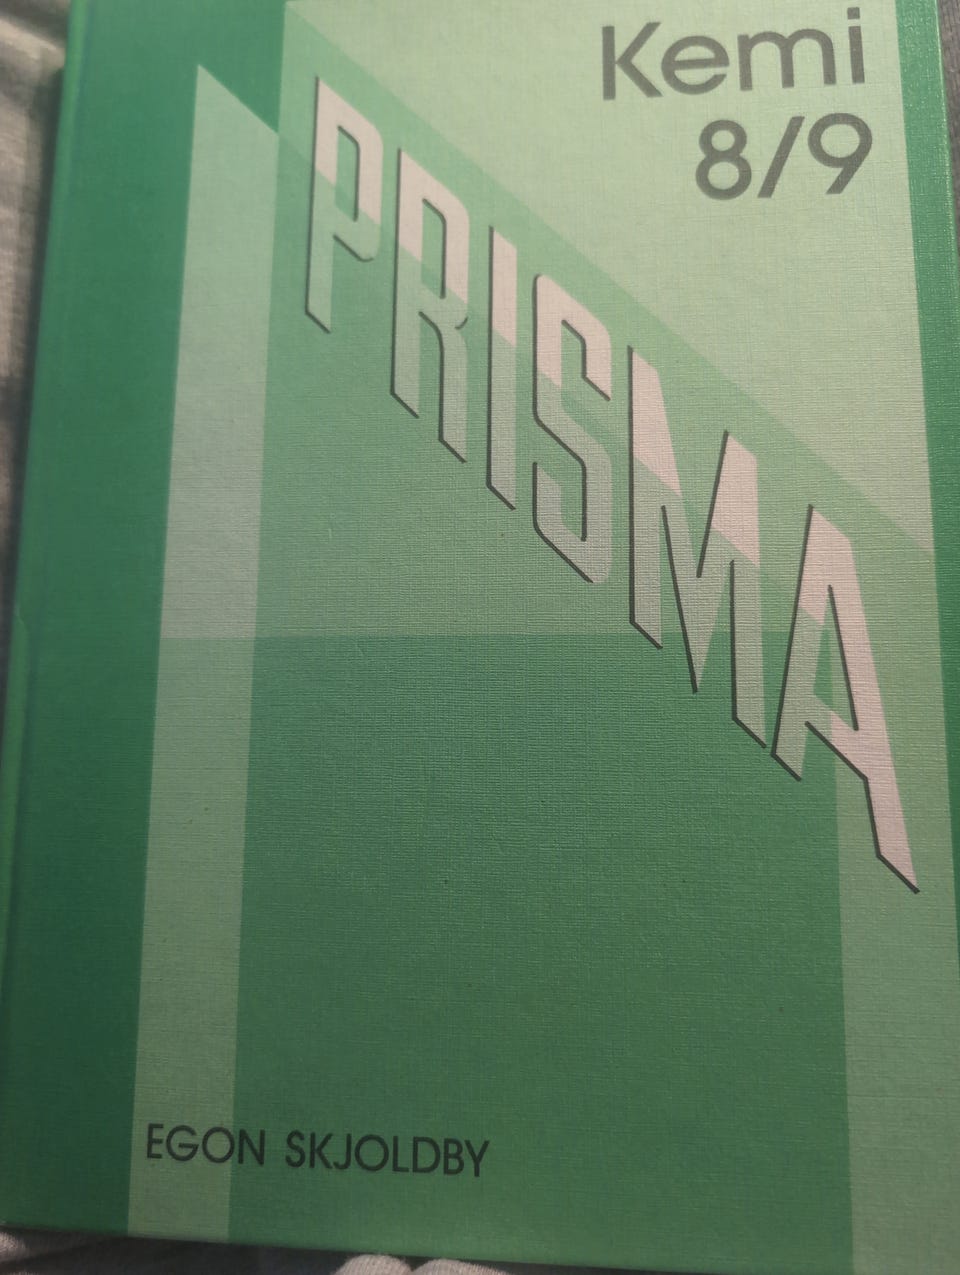 Kemi
8/9
PRISMA
EGON SKJOLDBY